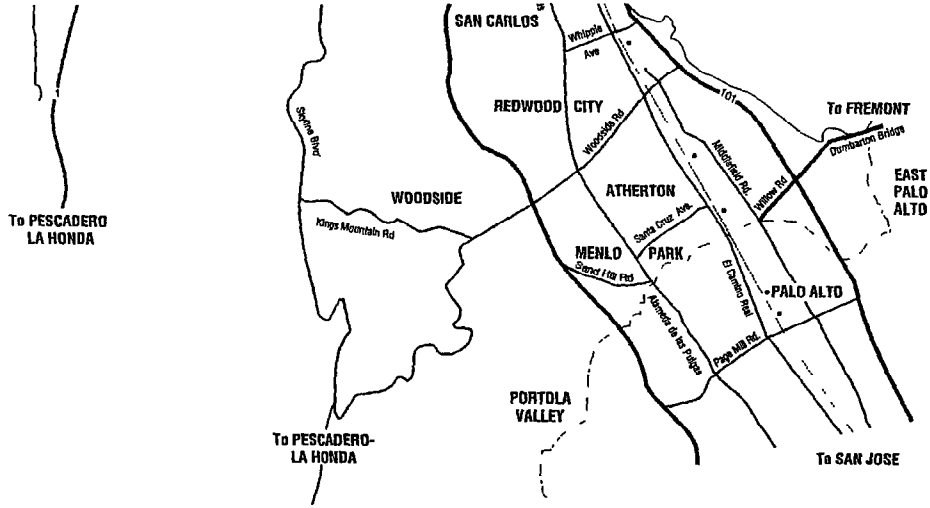 SAN CARLOS
Whipple
Ave
101
REDWOOD CITY
To FREMONT
Dumbarton Bridge
Skyline Blvd
Woodside Rd
Middlefield Rd.
Willow Rd
EAST
PALO
ALTO
WOODSIDE
ATHERTON
To PESCADERO
LA HONDA
Kings Mountain Rd
Santa Cruz Ave.
MENLO PARK
Sand Hill Rd
El Camino Real
PALO ALTO
Alameda de las Pulgas
Page Mill Rd.
PORTOLA
VALLEY
To PESCADERO-
LA HONDA
To SAN JOSE